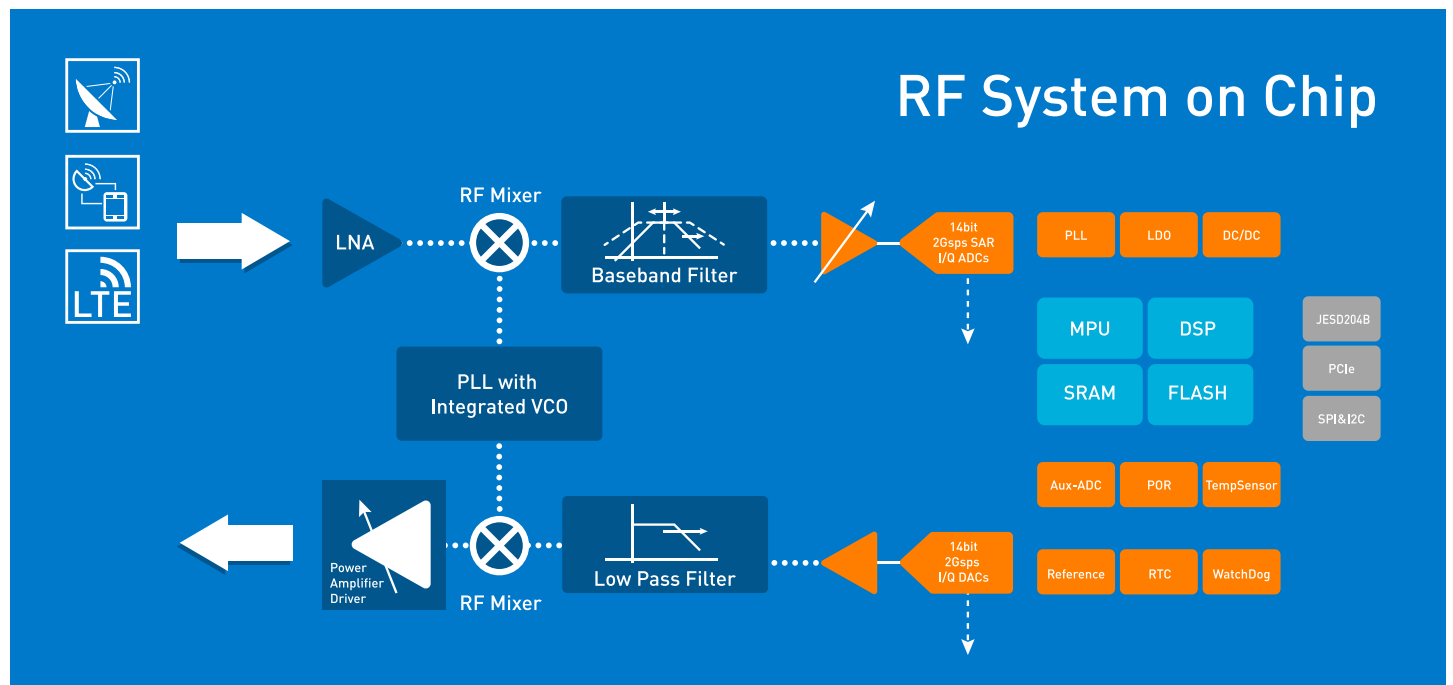 RF System on Chip
LTE
LNA
RF Mixer
Baseband Filter
14bit
2Gsps SAR
I/Q ADCs
PLL with
Integrated VCO
Power
Amplifier
Driver
RF Mixer
Low Pass Filter
14bit
2Gsps
I/Q DACs
PLL
LDO
DC/DC
MPU
DSP
SRAM
FLASH
JESD204B
PCIe
SPI&I2C
Aux-ADC
POR
TempSensor
Reference
RTC
WatchDog